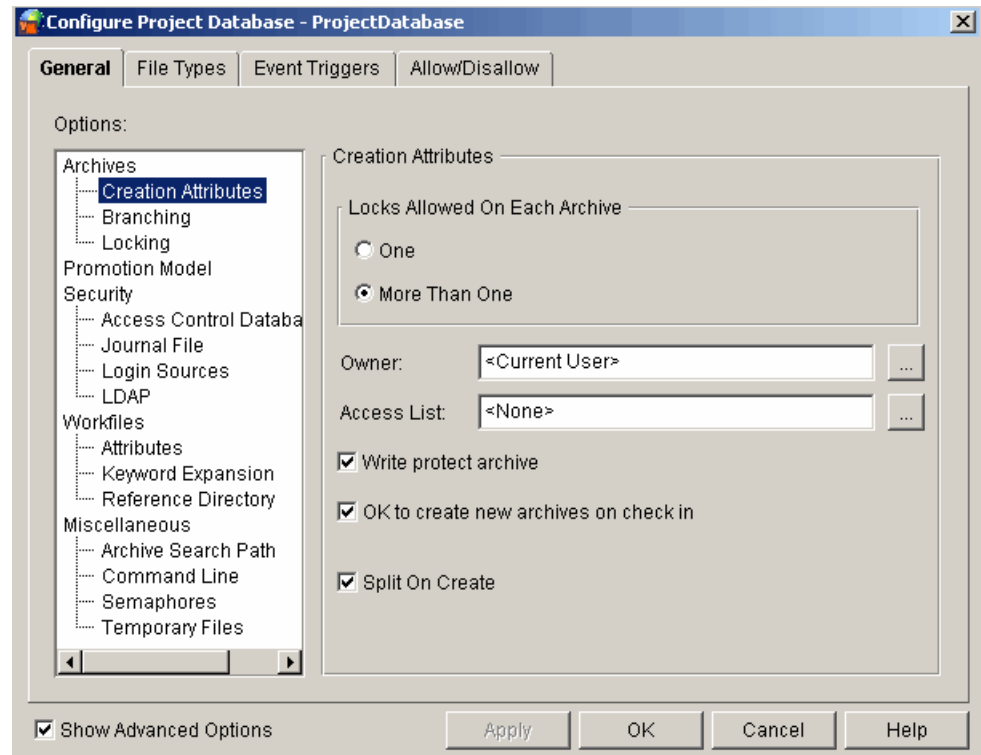 Configure Project Database - ProjectDatabase
General
File Types
Event Triggers
Allow/Disallow
Options:
Archives
Creation Attributes
Branching
Locking
Promotion Model
Security
Access Control Databa
Journal File
Login Sources
LDAP
Workfiles
Attributes
Keyword Expansion
Reference Directory
Miscellaneous
Archive Search Path
Command Line
Semaphores
Temporary Files
Creation Attributes
Locks Allowed On Each Archive
One
More Than One
Owner: <Current User> ...
Access List: <None> ...
Write protect archive
OK to create new archives on check in
Split On Create
Show Advanced Options
Apply
OK
Cancel
Help